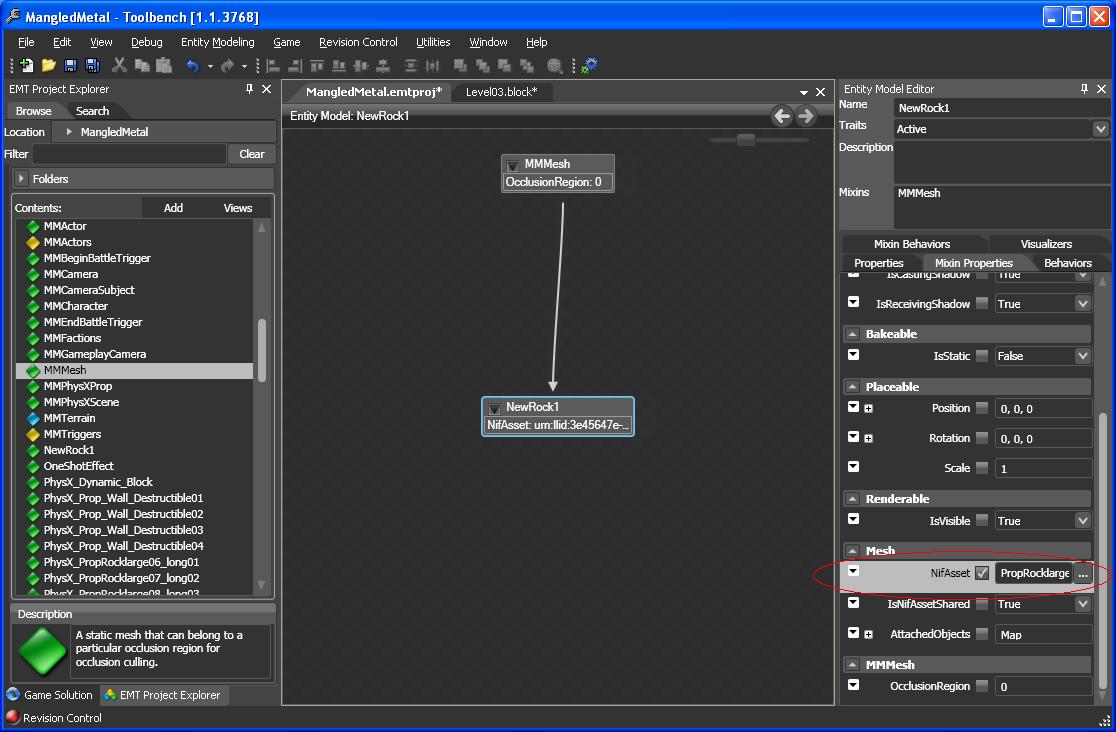 MangledMetal - Toolbench [1.1.3768]
File Edit View Debug Entity Modeling Game Revision Control Utilities Window Help
EMT Project Explorer
Browse Search
Location MangledMetal
Filter Clear
Folders
Contents: Add Views
MMActor
MMActors
MMBeginBattleTrigger
MMCamera
MMCameraSubject
MMCharacter
MMEndBattleTrigger
MMFactions
MMGameplayCamera
MMMesh
MMPhysXProp
MMPhysXScene
MMTerrain
MMTriggers
NewRock1
OneShotEffect
PhysX_Dynamic_Block
PhysX_Prop_Wall_Destructible01
PhysX_Prop_Wall_Destructible02
PhysX_Prop_Wall_Destructible03
PhysX_Prop_Wall_Destructible04
PhysX_PropRocklarge06_long01
PhysX_PropRocklarge07_long02
PhysX_PropRocklarge08_long03
Description
A static mesh that can belong to a
particular occlusion region for
occlusion culling.
Game Solution EMT Project Explorer
Revision Control
MangledMetal.emtproj* Level03.block*
Entity Model: NewRock1
MMMesh
OcclusionRegion: 0
NewRock1
NifAsset: urn:llid:3e45647e-...
Entity Model Editor
Name NewRock1
Traits Active
Description
Mixins MMMesh
Mixin Behaviors Visualizers
Properties Mixin Properties Behaviors
IsCastingShadow True
IsReceivingShadow True
Bakeable
IsStatic False
Placeable
Position 0, 0, 0
Rotation 0, 0, 0
Scale 1
Renderable
IsVisible True
Mesh
NifAsset PropRocklarge ...
IsNifAssetShared True
AttachedObjects Map
MMMesh
OcclusionRegion 0